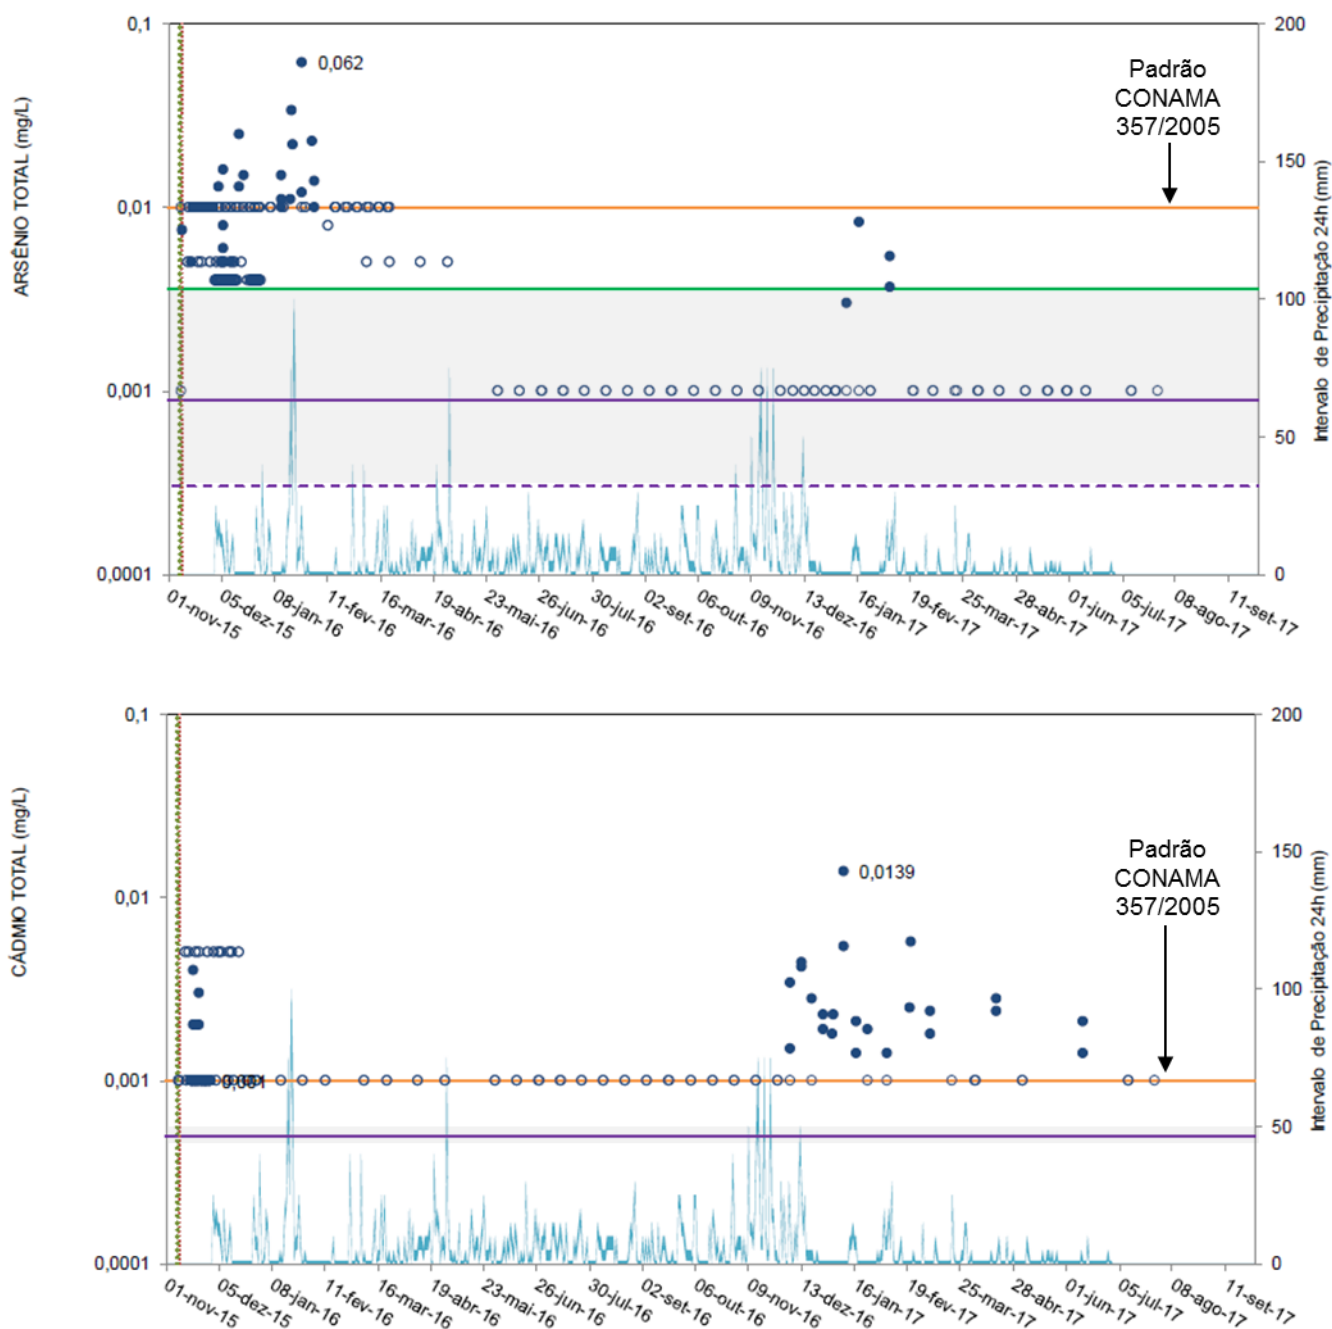 0,1
0,01
0,001
0,0001
ARSÊNIO TOTAL (mg/L)
0,062
Padrão
CONAMA
357/2005
200
150
100
50
0
Intervalo de Precipitação 24h (mm)
01-nov-15
05-dez-15
08-jan-16
11-fev-16
16-mar-16
19-abr-16
23-mai-16
26-jun-16
30-jul-16
02-set-16
06-out-16
09-nov-16
13-dez-16
16-jan-17
19-fev-17
25-mar-17
28-abr-17
01-jun-17
05-jul-17
08-ago-17
11-set-17
0,1
0,01
0,001
0,0001
CÁDMIO TOTAL (mg/L)
0,001
0,0139
Padrão
CONAMA
357/2005
200
150
100
50
0
Intervalo de Precipitação 24h (mm)
01-nov-15
05-dez-15
08-jan-16
11-fev-16
16-mar-16
19-abr-16
23-mai-16
26-jun-16
30-jul-16
02-set-16
06-out-16
09-nov-16
13-dez-16
16-jan-17
19-fev-17
25-mar-17
28-abr-17
01-jun-17
05-jul-17
08-ago-17
11-set-17